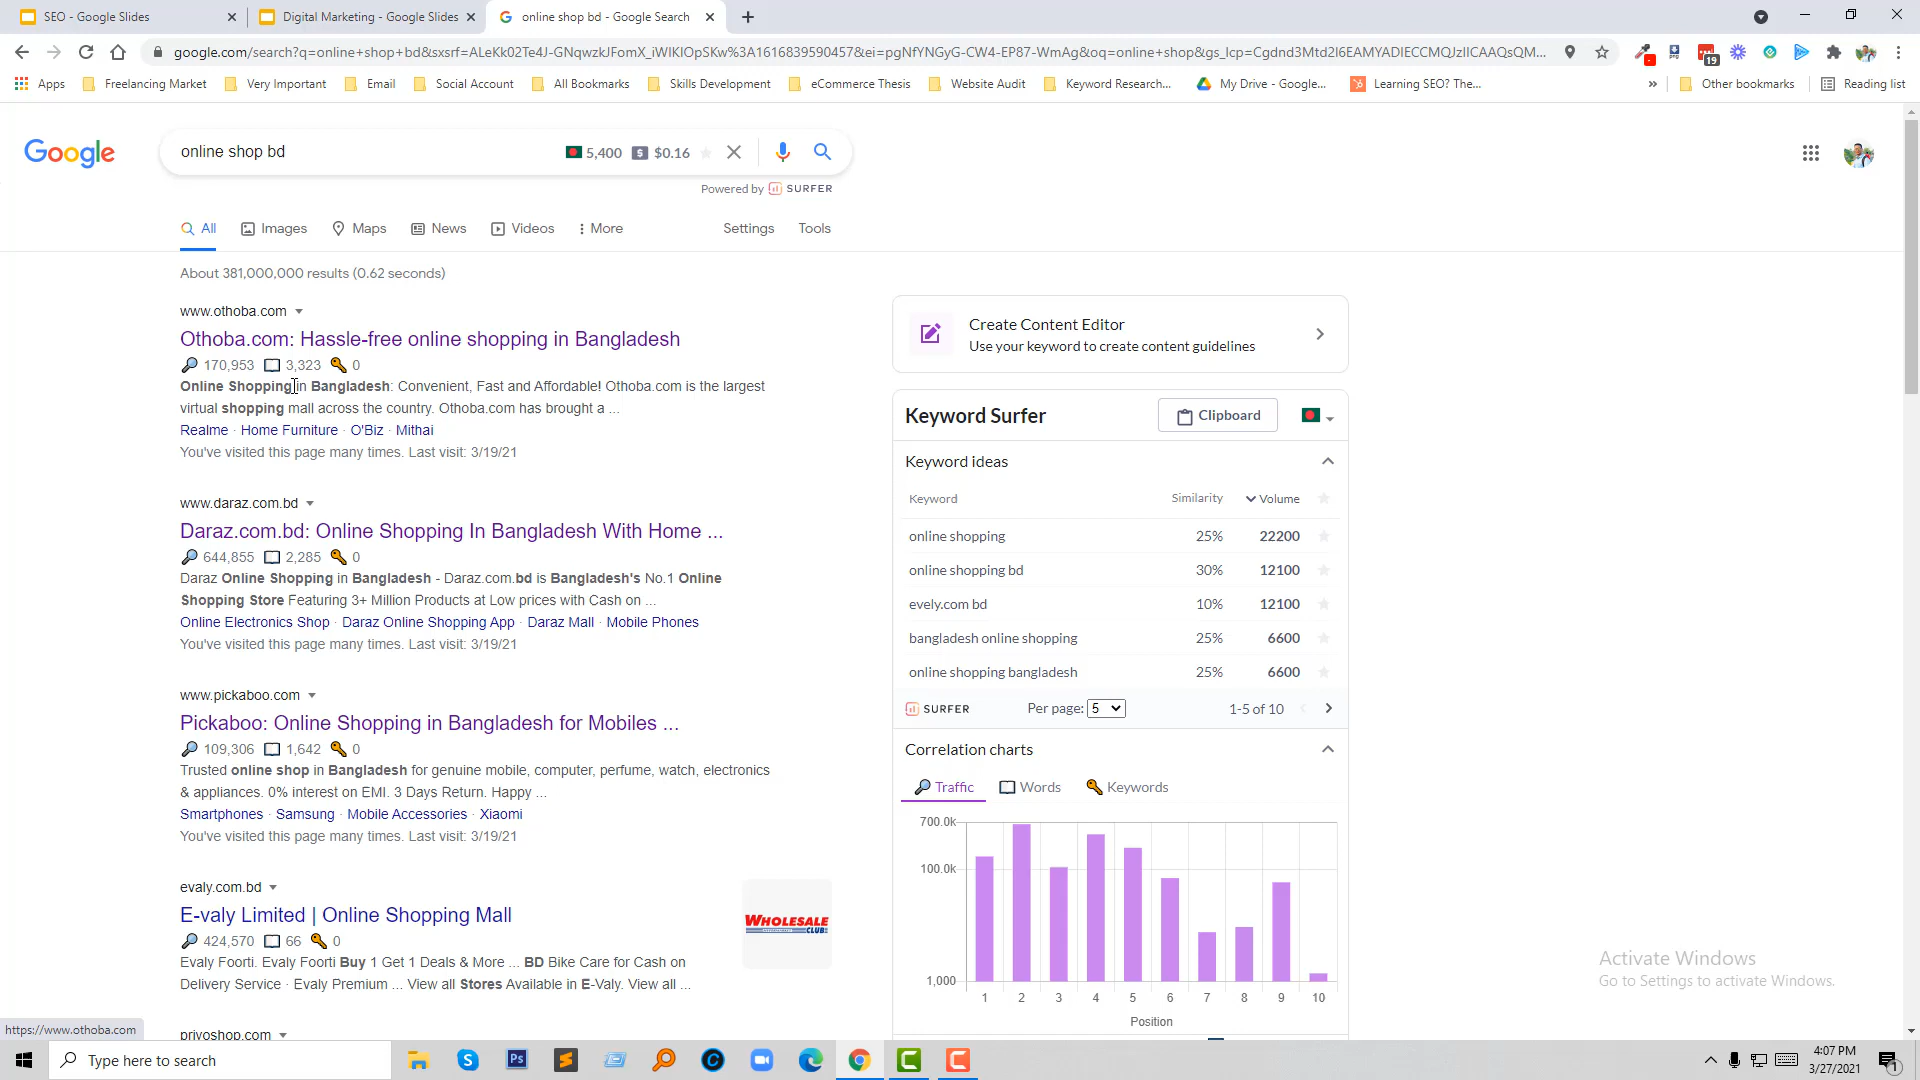 SEO - Google Slides
Digital Marketing - Google Slides
online shop bd - Google Search
google.com/search?q=online+shop+bd&sxsrf=ALeKk02Te4J-GNqwzkJFomX_iWIKIOpSKw%3A1616839590457&ei=pgNfYNGyG-CW4-EP87-WmAg&oq=online+shop&gs_lcp=Cgdnd3Mtd2l6EAMYADIECCMQJzIICAAQsQM...
19
Apps
Freelancing Market
Very Important
Email
Social Account
All Bookmarks
Skills Development
eCommerce Thesis
Website Audit
Keyword Research...
My Drive - Google...
Learning SEO? The...
»
Other bookmarks
Reading list
Google
online shop bd
5,400
$0.16
Powered by SURFER
All
Images
Maps
News
Videos
More
Settings
Tools
About 381,000,000 results (0.62 seconds)
www.othoba.com
Othoba.com: Hassle-free online shopping in Bangladesh
170,953 3,323 0
Online Shopping in Bangladesh: Convenient, Fast and Affordable! Othoba.com is the largest
virtual shopping mall across the country. Othoba.com has brought a ...
Realme · Home Furniture · O'Biz · Mithai
You've visited this page many times. Last visit: 3/19/21
www.daraz.com.bd
Daraz.com.bd: Online Shopping In Bangladesh With Home ...
644,855 2,285 0
Daraz Online Shopping in Bangladesh - Daraz.com.bd is Bangladesh's No.1 Online
Shopping Store Featuring 3+ Million Products at Low prices with Cash on ...
Online Electronics Shop · Daraz Online Shopping App · Daraz Mall · Mobile Phones
You've visited this page many times. Last visit: 3/19/21
www.pickaboo.com
Pickaboo: Online Shopping in Bangladesh for Mobiles ...
109,306 1,642 0
Trusted online shop in Bangladesh for genuine mobile, computer, perfume, watch, electronics
& appliances. 0% interest on EMI. 3 Days Return. Happy ...
Smartphones · Samsung · Mobile Accessories · Xiaomi
You've visited this page many times. Last visit: 3/19/21
evaly.com.bd
E-valy Limited | Online Shopping Mall
424,570 66 0
Evaly Foorti. Evaly Foorti Buy 1 Get 1 Deals & More ... BD Bike Care for Cash on
Delivery Service · Evaly Premium ... View all Stores Available in E-Valy. View all ...
WHOLESALE
CLUB
priyoshop.com
Create Content Editor
Use your keyword to create content guidelines
Keyword Surfer
Clipboard
Keyword ideas
Keyword Similarity Volume
online shopping 25% 22200
online shopping bd 30% 12100
evely.com bd 10% 12100
bangladesh online shopping 25% 6600
online shopping bangladesh 25% 6600
SURFER
Per page: 5
1-5 of 10
Correlation charts
Traffic
Words
Keywords
700.0k
100.0k
1,000
1 2 3 4 5 6 7 8 9 10
Position
Activate Windows
Go to Settings to activate Windows.
https://www.othoba.com
Type here to search
4:07 PM
3/27/2021
1